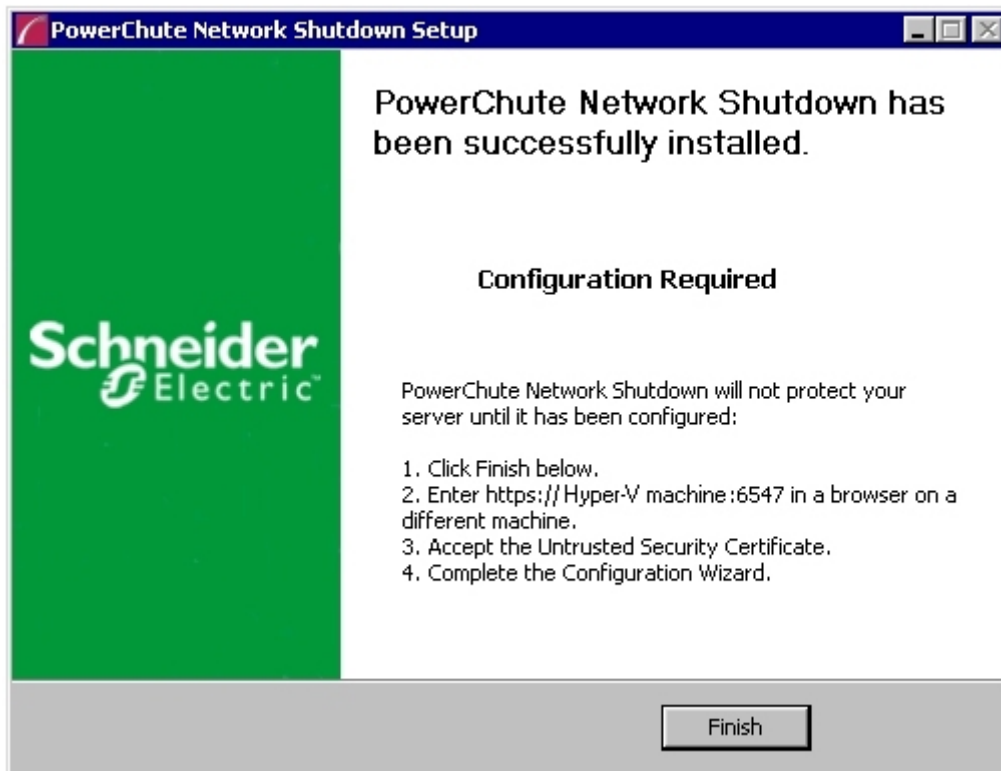 PowerChute Network Shutdown Setup
PowerChute Network Shutdown has
been successfully installed.
Configuration Required
Schneider
Electric™
PowerChute Network Shutdown will not protect your
server until it has been configured:
1. Click Finish below.
2. Enter https://Hyper-V machine:6547 in a browser on a
different machine.
3. Accept the Untrusted Security Certificate.
4. Complete the Configuration Wizard.
Finish